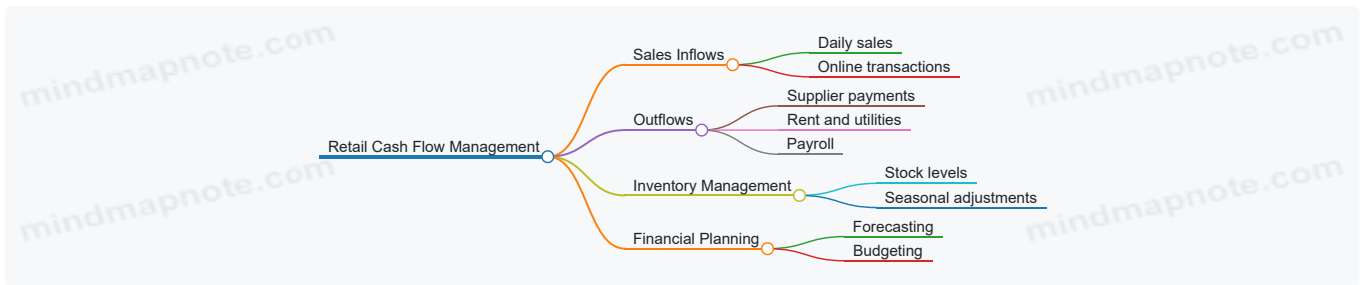 mindmapnote.com
mindmapnote.com
Retail Cash Flow Management
Sales Inflows
Daily sales
Online transactions
Outflows
Supplier payments
Rent and utilities
Payroll
Inventory Management
Stock levels
Seasonal adjustments
Financial Planning
Forecasting
Budgeting
mindmapnote.com
mindmapnote.com